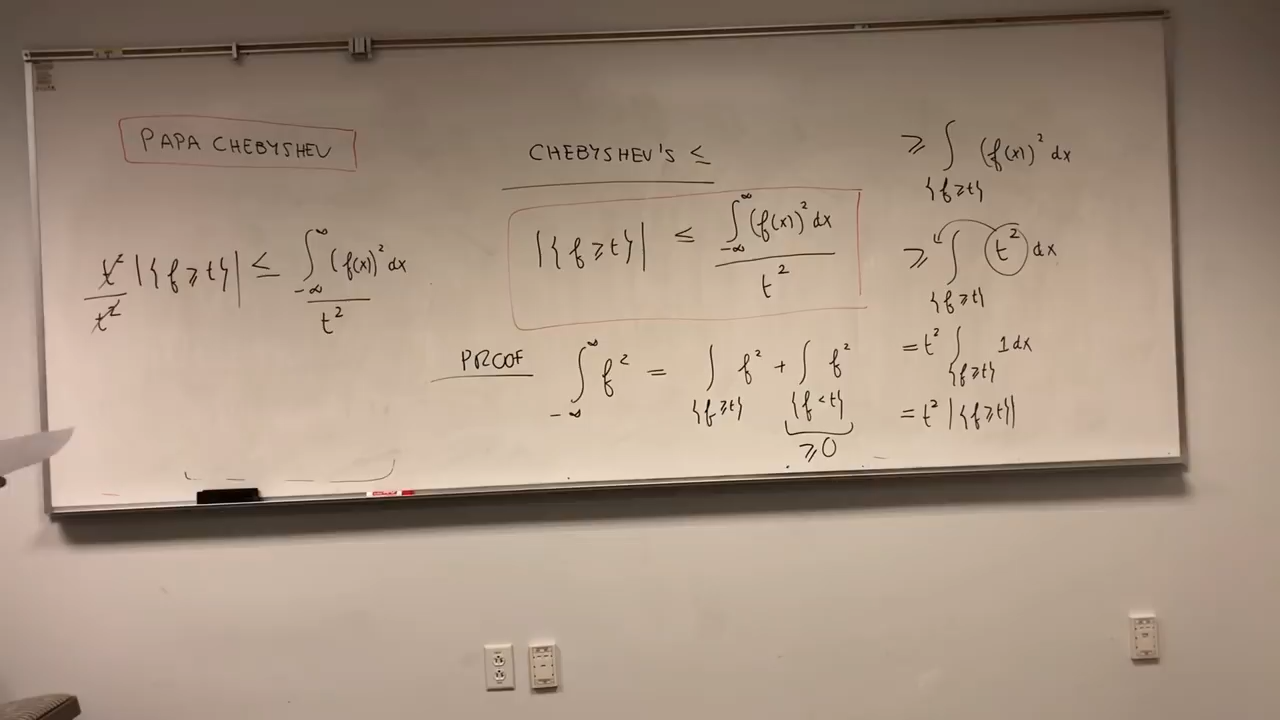 PAPA CHEBYSHEV
t²/t² |{f ≥ t}| ≤ ∫_{-∞}^{∞} (f(x))² dx / t²
CHEBYSHEV'S ≤
|{f ≥ t}| ≤ ∫_{-∞}^{∞} (f(x))² dx / t²
PROOF ∫_{-∞}^{∞} f² = ∫_{{f ≥ t}} f² + ∫_{{f < t}} f²
≥ 0
≥ ∫_{{f ≥ t}} (f(x))² dx
≥ ∫_{{f ≥ t}} t² dx
= t² ∫_{{f ≥ t}} 1 dx
= t² |{f ≥ t}|